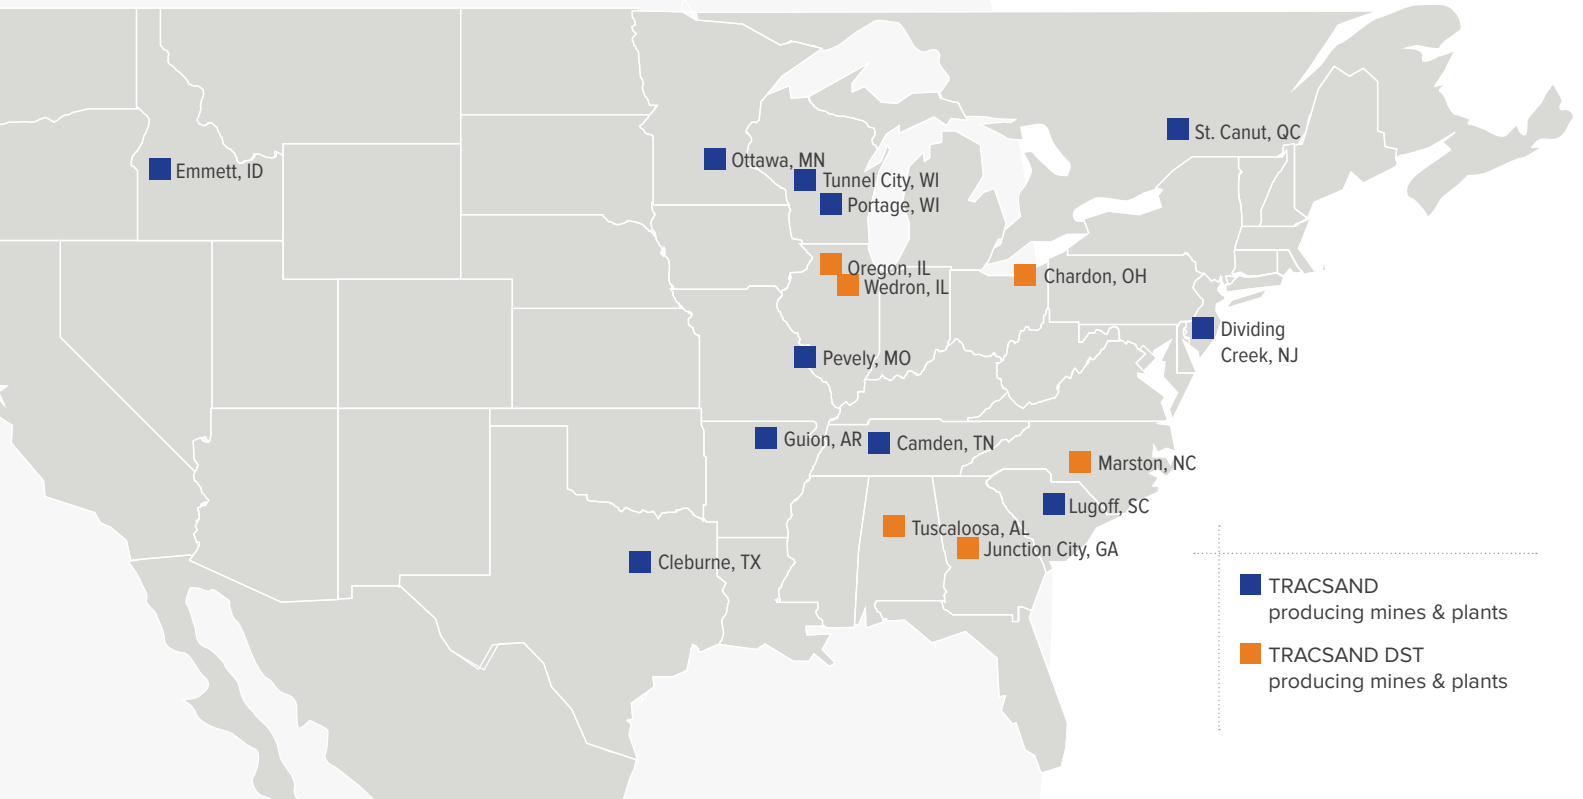 St. Canut, QC
Ottawa, MN
Emmett, ID
Tunnel City, WI
Portage, WI
Oregon, IL
Wedron, IL
Chardon, OH
Dividing
Creek, NJ
Pevely, MO
Guion, AR
Camden, TN
Marston, NC
Lugoff, SC
Tuscaloosa, AL
Junction City, GA
Cleburne, TX
TRACSAND
producing mines & plants
TRACSAND DST
producing mines & plants